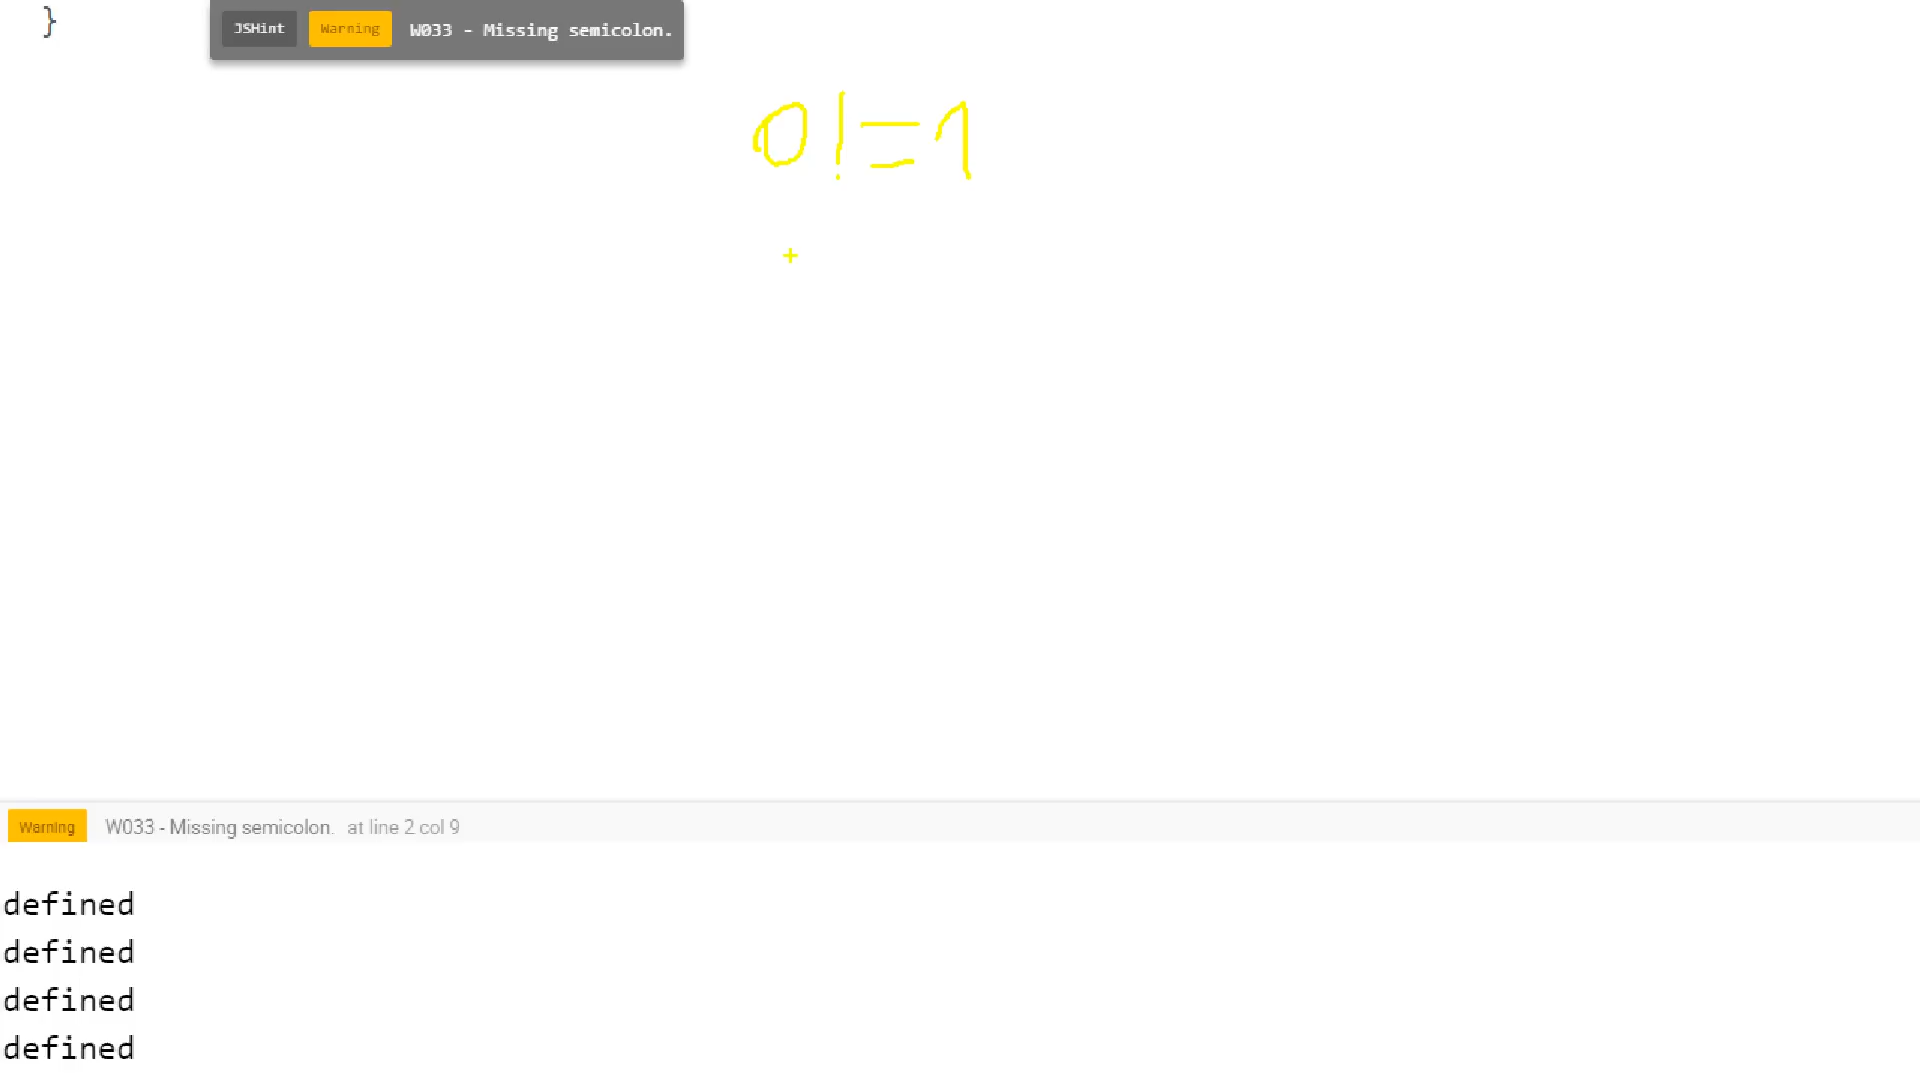 }
JSHint Warning W033 - Missing semicolon.
0!=1
Warning W033 - Missing semicolon. at line 2 col 9
defined
defined
defined
defined